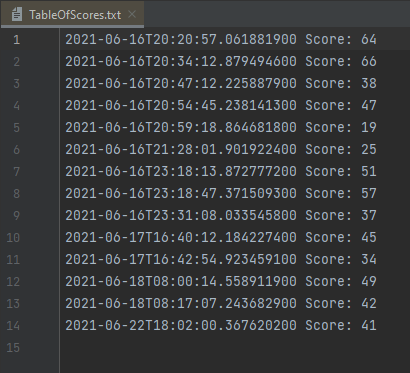 TableOfScores.txt
1 2021-06-16T20:20:57.061881900 Score: 64
2 2021-06-16T20:34:12.879494600 Score: 66
3 2021-06-16T20:47:12.225887900 Score: 38
4 2021-06-16T20:54:45.238141300 Score: 47
5 2021-06-16T20:59:18.864681800 Score: 19
6 2021-06-16T21:28:01.901922400 Score: 25
7 2021-06-16T23:18:13.872777200 Score: 51
8 2021-06-16T23:18:47.371509300 Score: 57
9 2021-06-16T23:31:08.033545800 Score: 37
10 2021-06-17T16:40:12.184227400 Score: 45
11 2021-06-17T16:42:54.923459100 Score: 34
12 2021-06-18T08:00:14.558911900 Score: 49
13 2021-06-18T08:17:07.243682900 Score: 42
14 2021-06-22T18:02:00.367620200 Score: 41
15